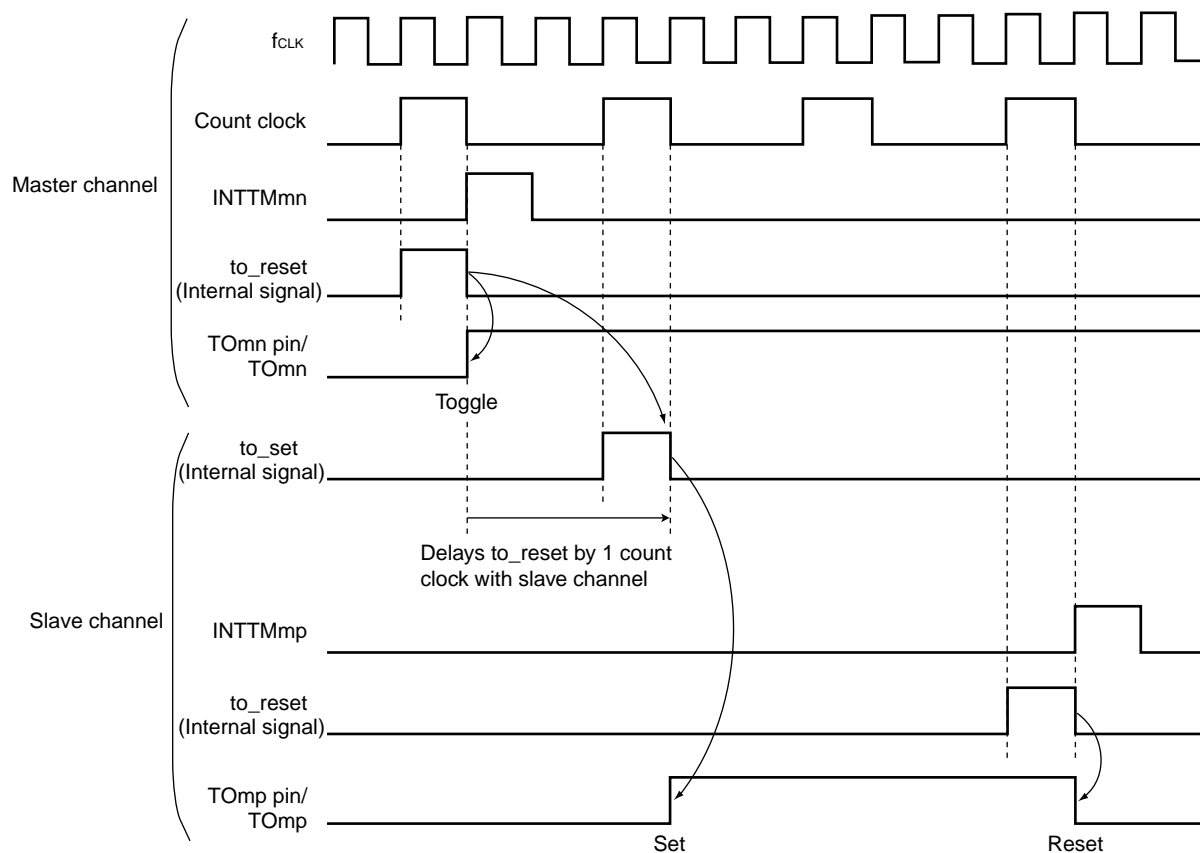 fCLK
Count clock
Master channel
INTTMmn
to_reset
(Internal signal)
TOmn pin/
TOmn
Toggle
to_set
(Internal signal)
Delays to_reset by 1 count
clock with slave channel
Slave channel
INTTMmp
to_reset
(Internal signal)
TOmp pin/
TOmp
Set
Reset